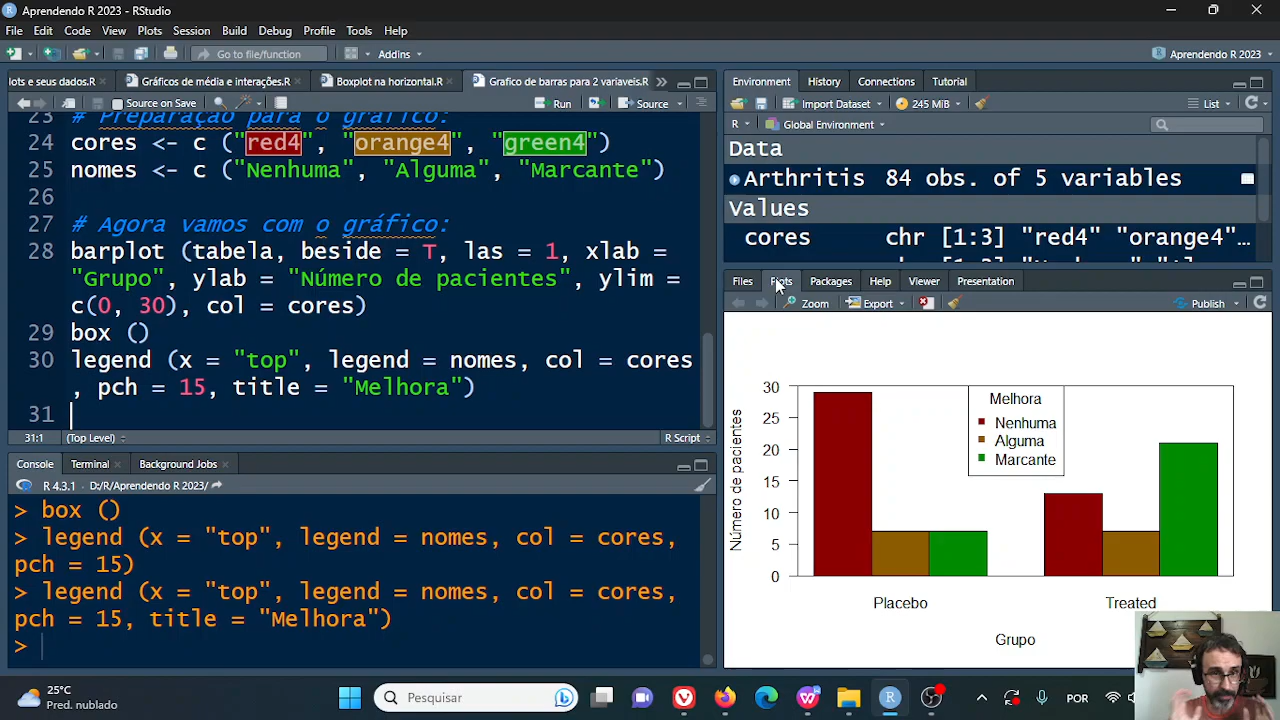 Aprendendo R 2023 - RStudio
File Edit Code View Plots Session Build Debug Profile Tools Help
Go to file/function Addins Aprendendo R 2023
lots e seus dados.R Gráficos de média e interações.R Boxplot na horizontal.R Grafico de barras para 2 variaveis.R
Source on Save Run Source
23 # Preparação para o gráfico:
24 cores <- c ("red4", "orange4", "green4")
25 nomes <- c ("Nenhuma", "Alguma", "Marcante")
26
27 # Agora vamos com o gráfico:
28 barplot (tabela, beside = T, las = 1, xlab =
"Grupo", ylab = "Número de pacientes", ylim =
c(0, 30), col = cores)
29 box ()
30 legend (x = "top", legend = nomes, col = cores
, pch = 15, title = "Melhora")
31
31:1 (Top Level) R Script
Console Terminal Background Jobs
R 4.3.1 · D:/R/Aprendendo R 2023/
> box ()
> legend (x = "top", legend = nomes, col = cores,
pch = 15)
> legend (x = "top", legend = nomes, col = cores,
pch = 15, title = "Melhora")
>
Environment History Connections Tutorial
Import Dataset 245 MiB List
R Global Environment
Data
Arthritis 84 obs. of 5 variables
Values
cores chr [1:3] "red4" "orange4"…
Files Plots Packages Help Viewer Presentation
Zoom Export Publish
Número de pacientes
30
25
20
15
10
5
0
Melhora
Nenhuma
Alguma
Marcante
Placebo Treated
Grupo
25°C
Pred. nublado
Pesquisar
POR